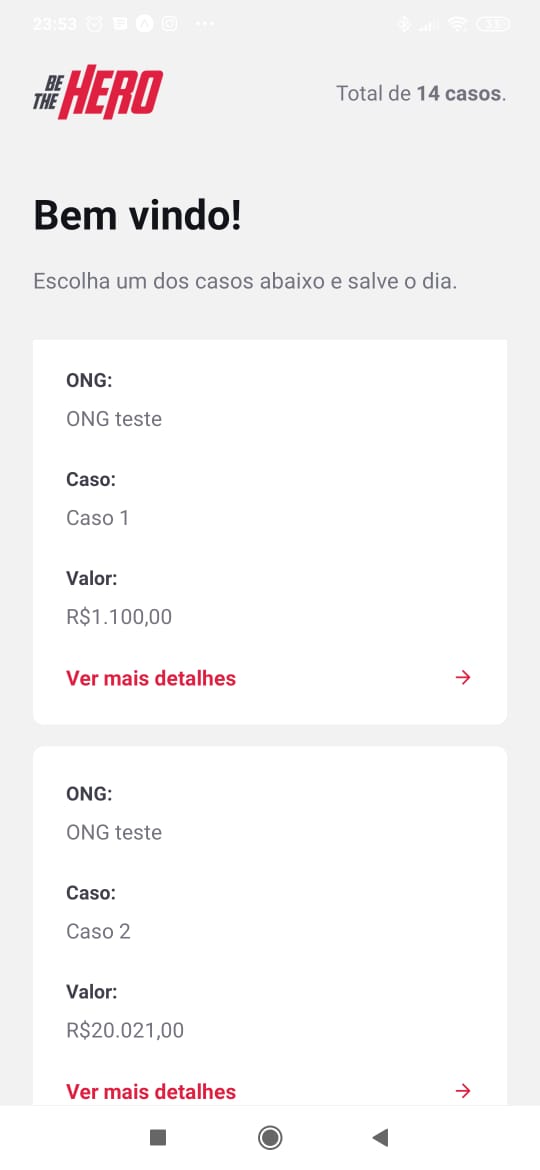 23:53
BE
THE
HERO
Total de 14 casos.
Bem vindo!
Escolha um dos casos abaixo e salve o dia.
ONG:
ONG teste
Caso:
Caso 1
Valor:
R$1.100,00
Ver mais detalhes
ONG:
ONG teste
Caso:
Caso 2
Valor:
R$20.021,00
Ver mais detalhes